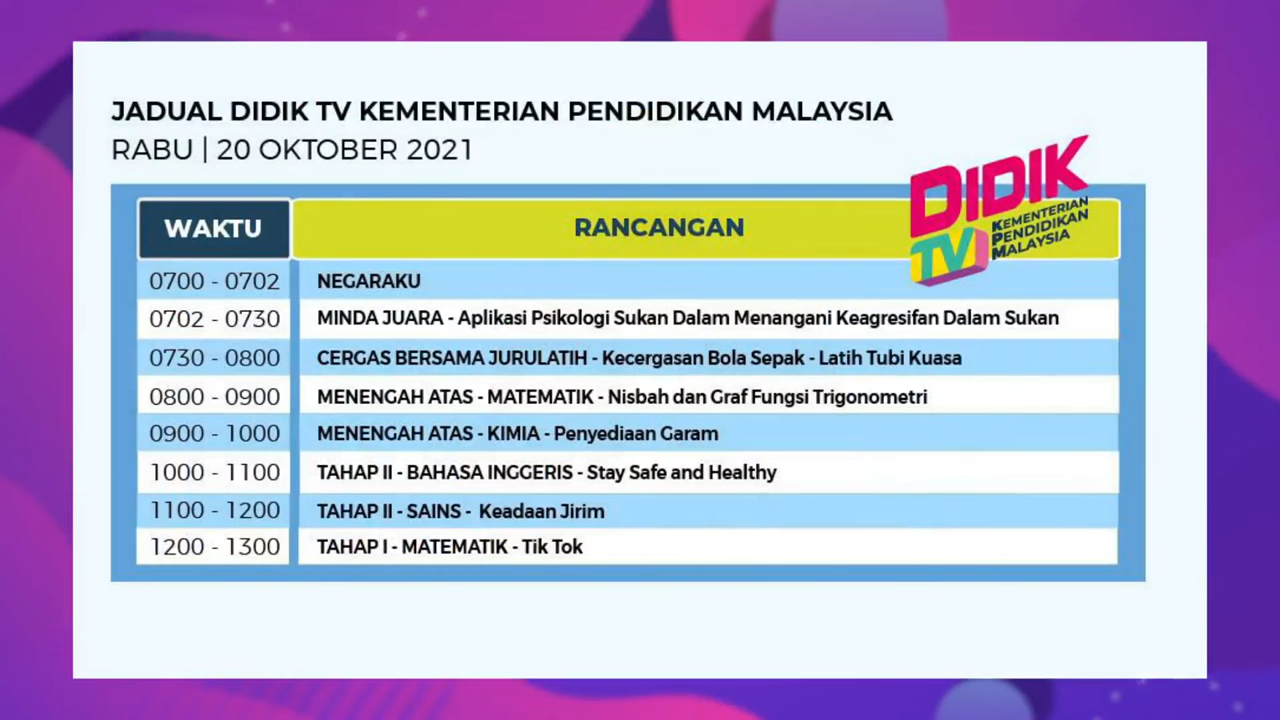 JADUAL DIDIK TV KEMENTERIAN PENDIDIKAN MALAYSIA
RABU | 20 OKTOBER 2021
DIDIK
TV KEMENTERIAN
PENDIDIKAN
MALAYSIA
WAKTU RANCANGAN
0700 - 0702 NEGARAKU
0702 - 0730 MINDA JUARA - Aplikasi Psikologi Sukan Dalam Menangani Keagresifan Dalam Sukan
0730 - 0800 CERGAS BERSAMA JURULATIH - Kecergasan Bola Sepak - Latih Tubi Kuasa
0800 - 0900 MENENGAH ATAS - MATEMATIK - Nisbah dan Graf Fungsi Trigonometri
0900 - 1000 MENENGAH ATAS - KIMIA - Penyediaan Garam
1000 - 1100 TAHAP II - BAHASA INGGERIS - Stay Safe and Healthy
1100 - 1200 TAHAP II - SAINS - Keadaan Jirim
1200 - 1300 TAHAP I - MATEMATIK - Tik Tok